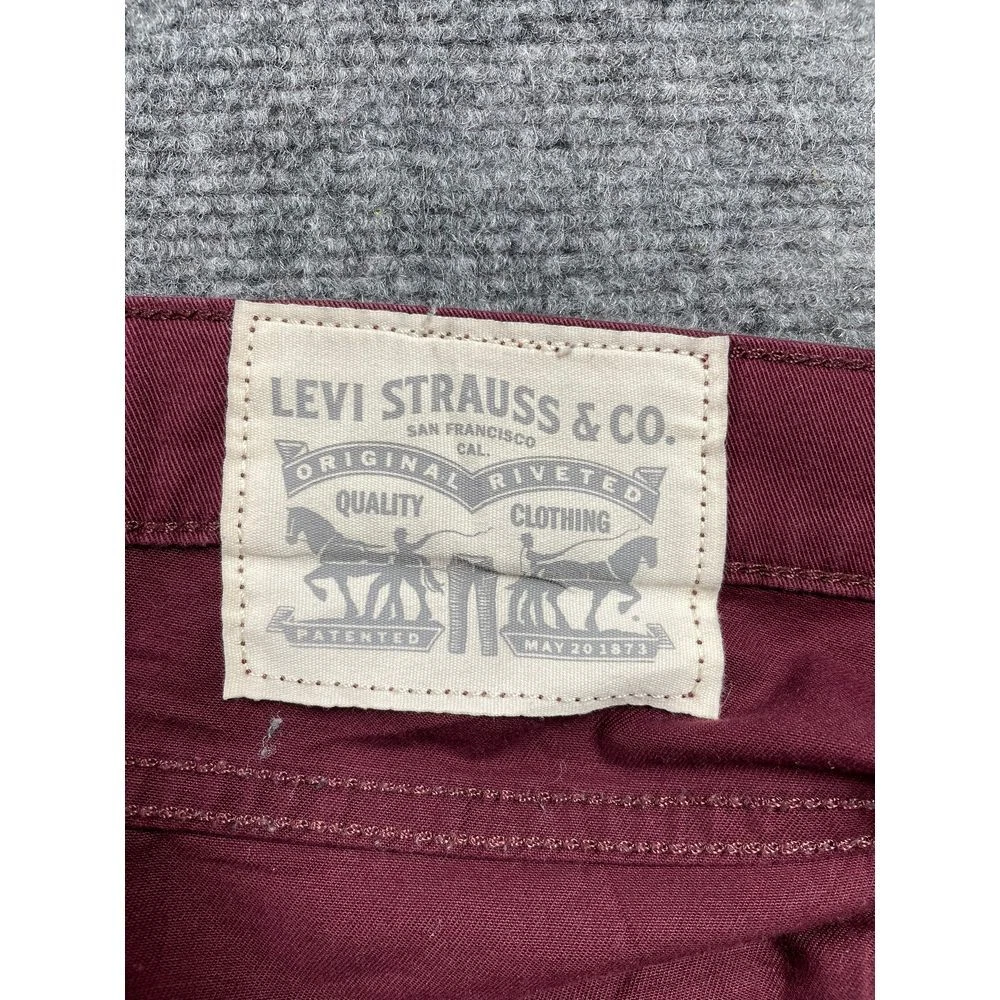 LEVI STRAUSS & CO.
SAN FRANCISCO
CAL.
ORIGINAL RIVETED
QUALITY CLOTHING
PATENTED MAY 20 1873